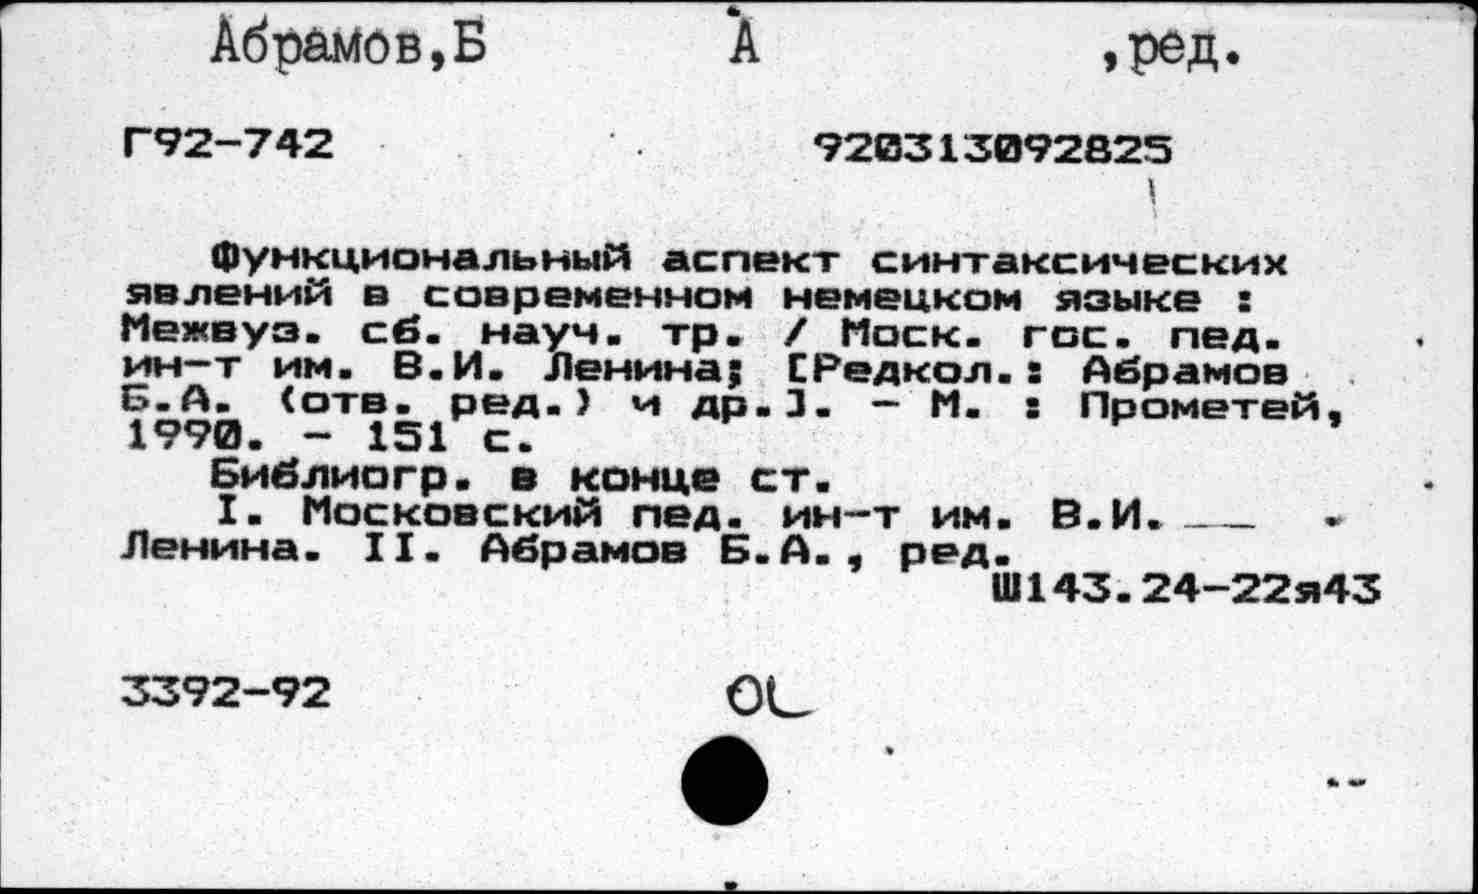 Абрамов,Б А ,ред.
Г92-742 920313092825
Функциональный аспект синтаксических
явлений в современном немецком языке :
Межвуз. сб. науч. тр. / Моск. гос. пед.
ин-т им. В.И. Ленина; [Редкол.: Абрамов
Б.А. (отв. ред.) и др.]. - М. : Прометей,
1990. - 151 с.
Библиогр. в конце ст.
I. Московский пед. ин-т им. В.И.
Ленина. II. Абрамов Б.А., ред.
Ш143.24-22я43
3392-92